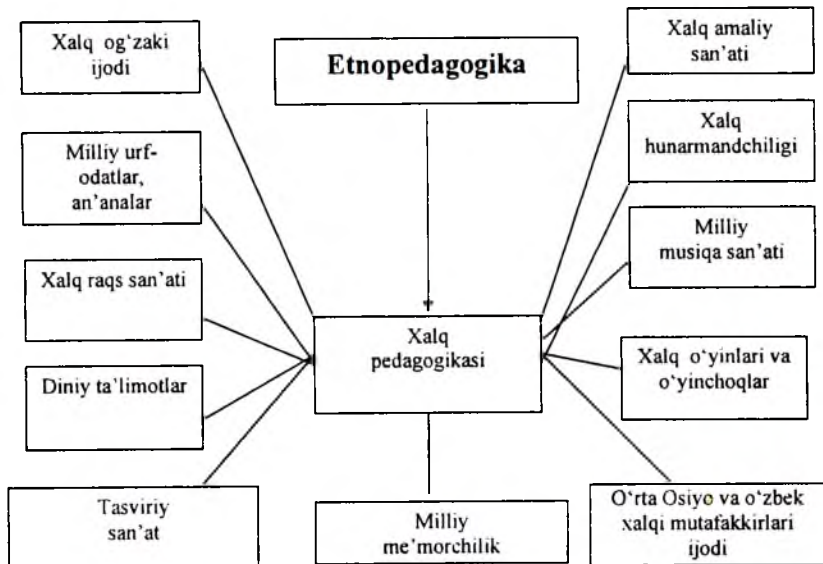 Xalq og‘zaki
ijodi
Etnopedagogika
Xalq amaliy
san’ati
Milliy urf-
odatlar,
an’analar
Xalq
hunarmandchiligi
Xalq raqs san’ati
Milliy
musiqa san’ati
Xalq
pedagogikasi
Diniy ta’limotlar
Xalq o‘yinlari va
o‘yinchoqlar
Tasviriy
san’at
Milliy
me’morchilik
O‘rta Osiyo va o‘zbek
xalqi mutafakkirlari
ijodi